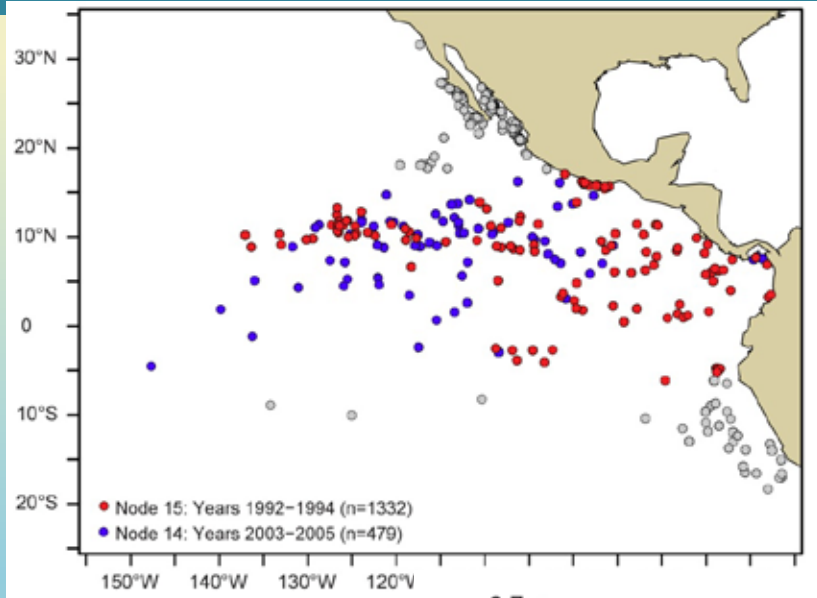 30°N
20°N
10°N
0
10°S
20°S
Node 15: Years 1992–1994 (n=1332)
Node 14: Years 2003–2005 (n=479)
150°W 140°W 130°W 120°W